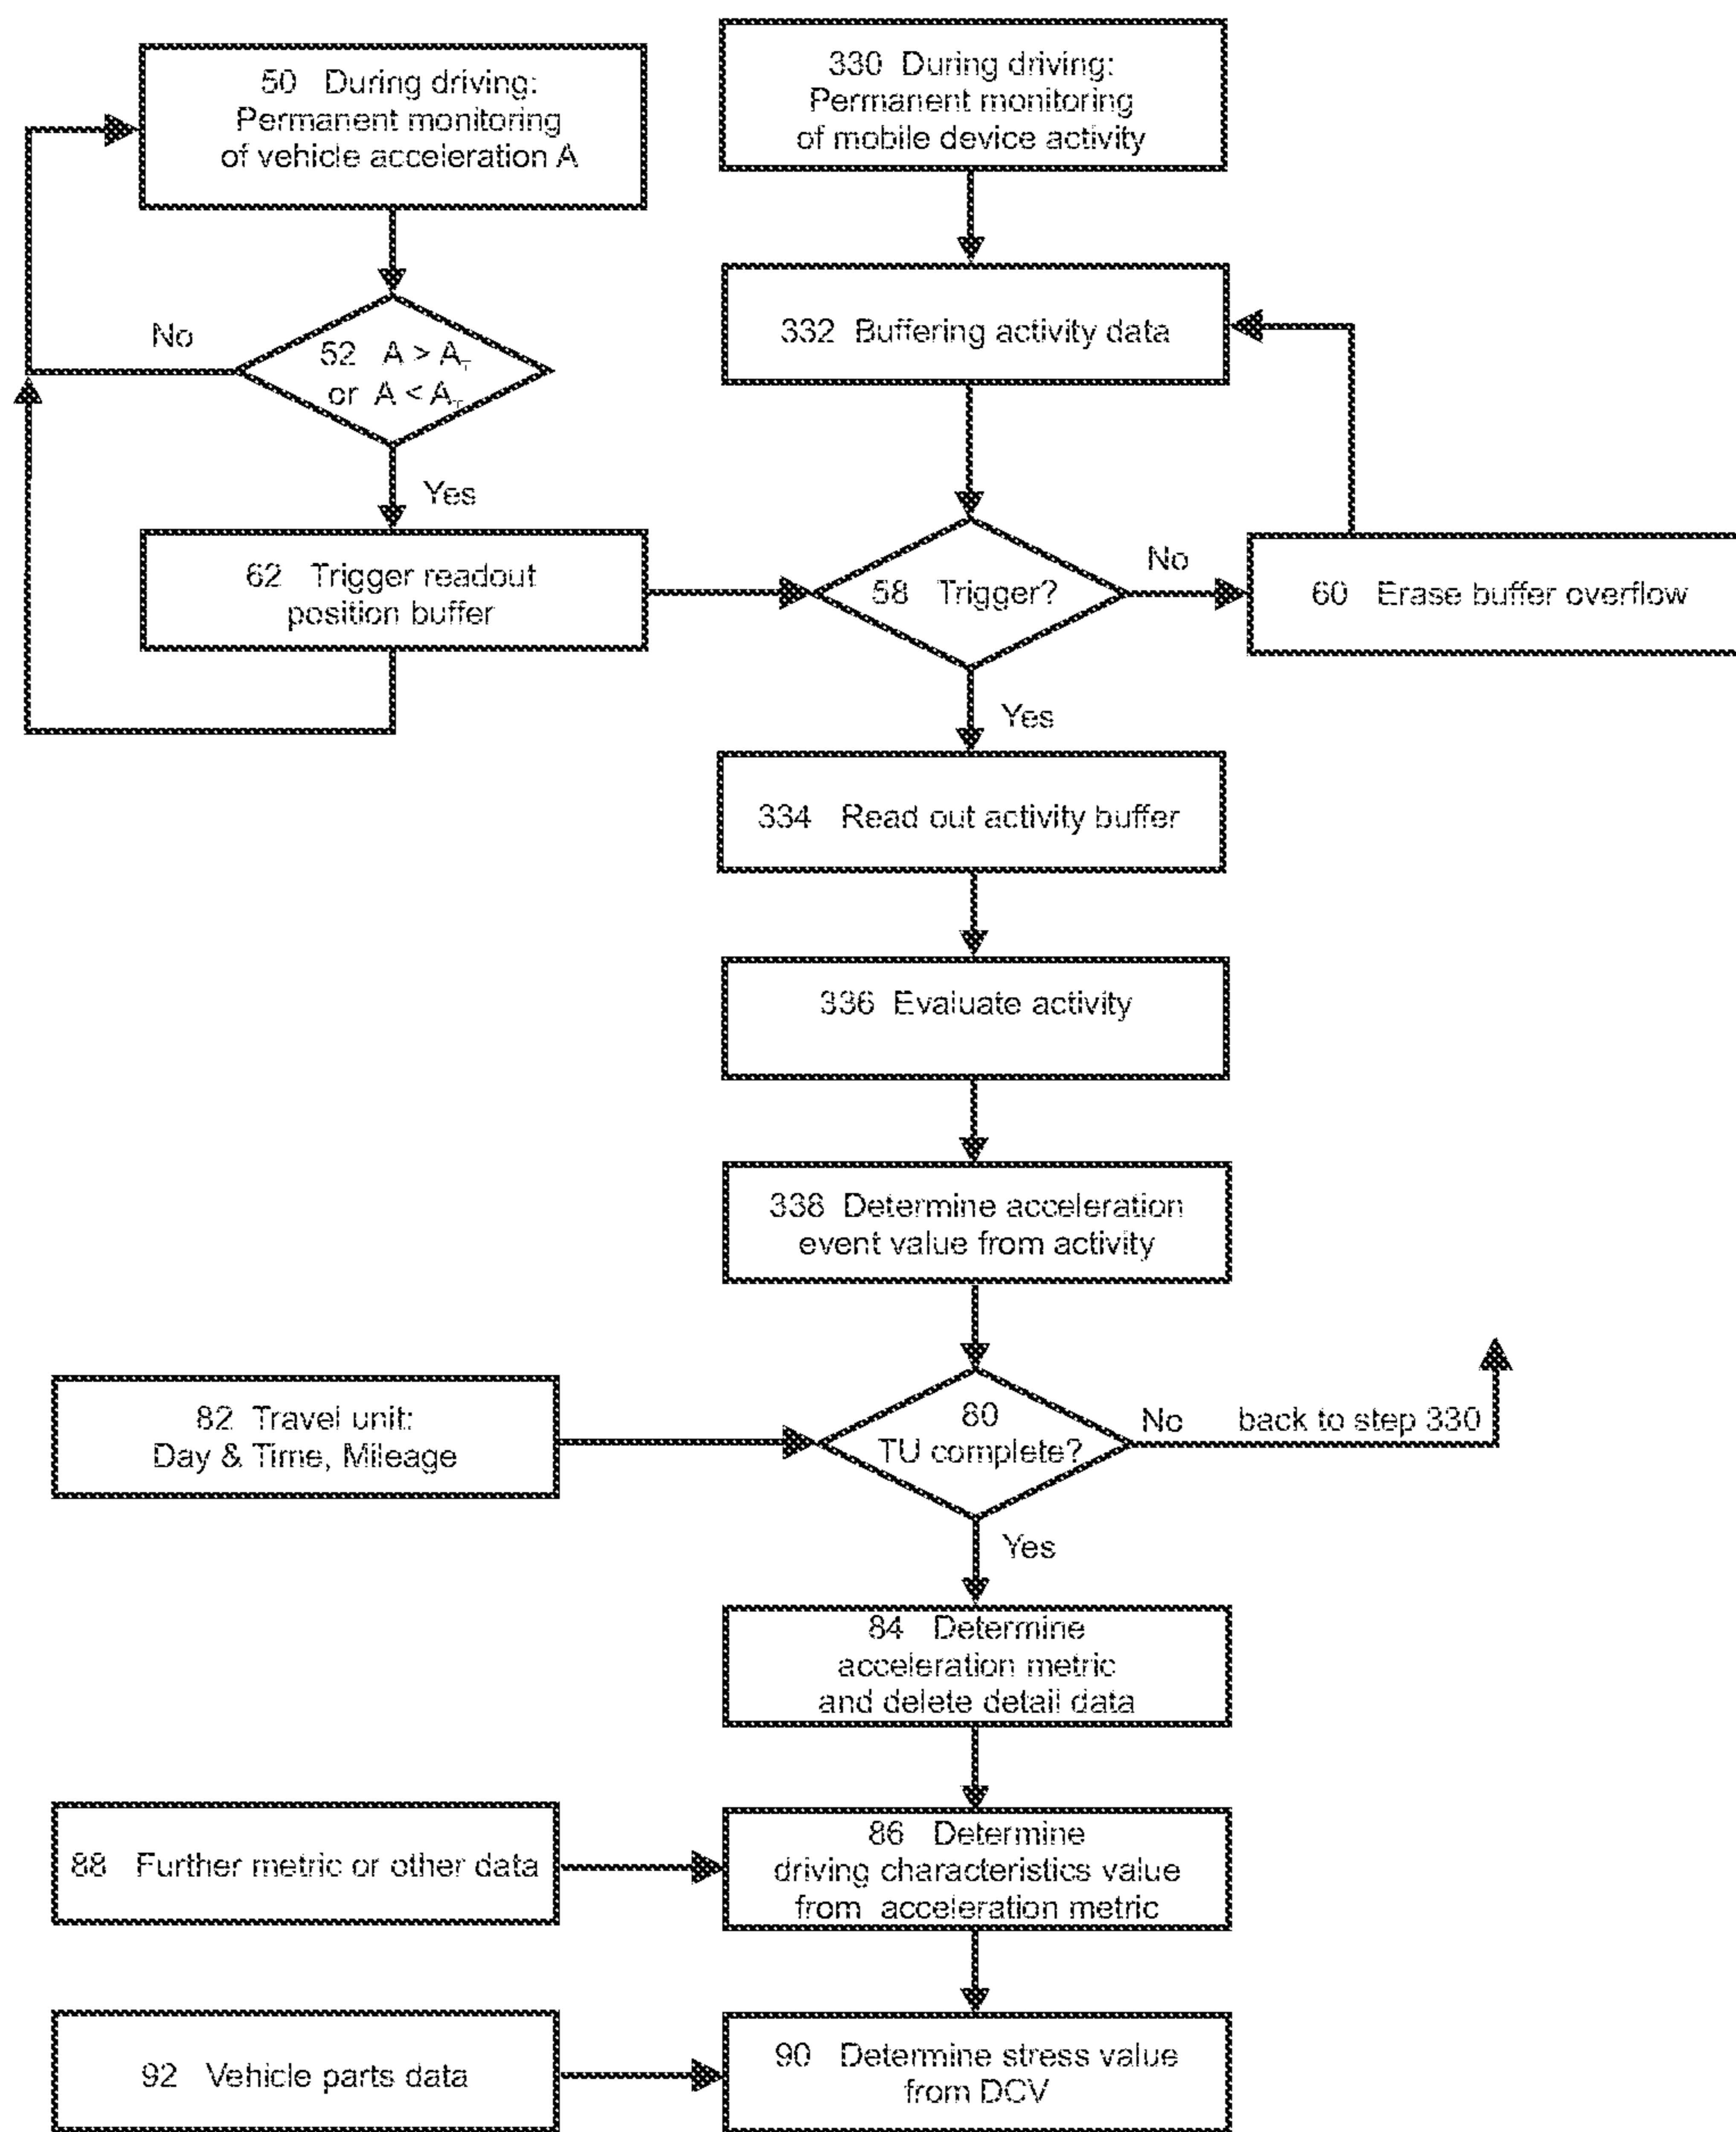 50 During driving:
Permanent monitoring
of vehicle acceleration A
330 During driving:
Permanent monitoring
of mobile device activity
No
52 A > A_T
or A < A_T
332 Buffering activity data
Yes
62 Trigger readout
position buffer
58 Trigger?
No
60 Erase buffer overflow
Yes
334 Read out activity buffer
336 Evaluate activity
338 Determine acceleration
event value from activity
82 Travel unit:
Day & Time, Mileage
80
TU complete?
No back to step 330
Yes
84 Determine
acceleration metric
and delete detail data
88 Further metric or other data
86 Determine
driving characteristics value
from acceleration metric
92 Vehicle parts data
90 Determine stress value
from DCV